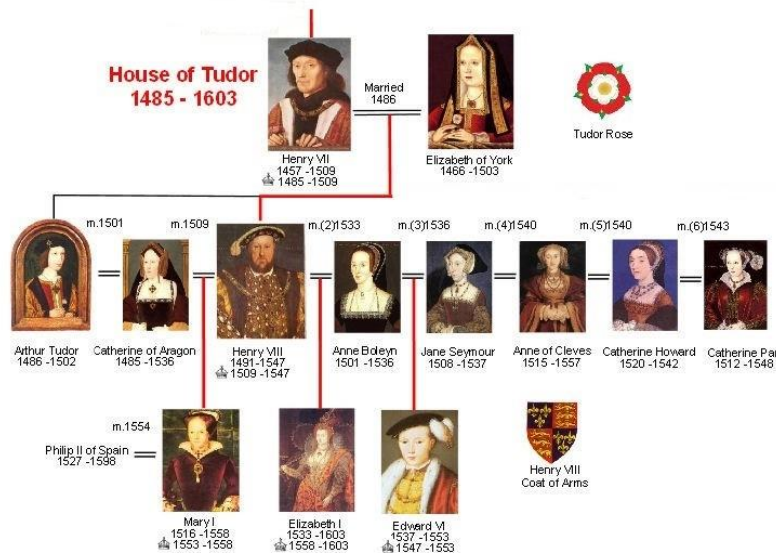 House of Tudor
1485 - 1603
Married
1486
Henry VII
1457 -1509
1485 -1509
Elizabeth of York
1466 -1503
Tudor Rose
m.1501
m.1509
m.(2)1533
m.(3)1536
m.(4)1540
m.(5)1540
m.(6)1543
Arthur Tudor
1486 -1502
Catherine of Aragon
1485 -1536
Henry VIII
1491-1547
1509 -1547
Anne Boleyn
1501 -1536
Jane Seymour
1508 -1537
Anne of Cleves
1515 -1557
Catherine Howard
1520 -1542
Catherine Par
1512 -1548
m.1554
Philip II of Spain
1527 -1598
Mary I
1516 -1558
1553 -1558
Elizabeth I
1533 -1603
1558 -1603
Edward VI
1537 -1553
1547 -1553
Henry VIII
Coat of Arms